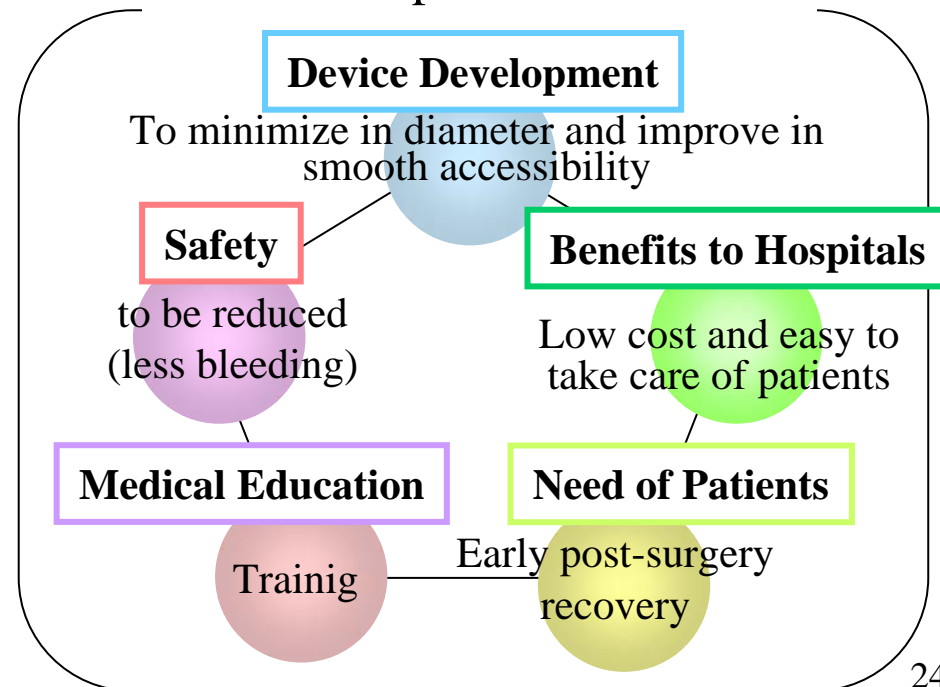 Device Development
To minimize in diameter and improve in
smooth accessibility
Safety
to be reduced
(less bleeding)
Benefits to Hospitals
Low cost and easy to
take care of patients
Medical Education
Trainig
Need of Patients
Early post-surgery
recovery
24